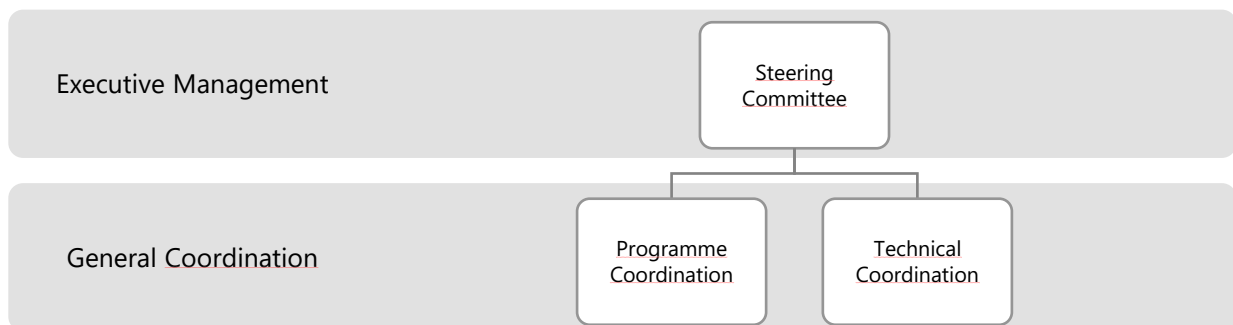 Executive Management
Steering
Committee
General Coordination
Programme
Coordination
Technical
Coordination